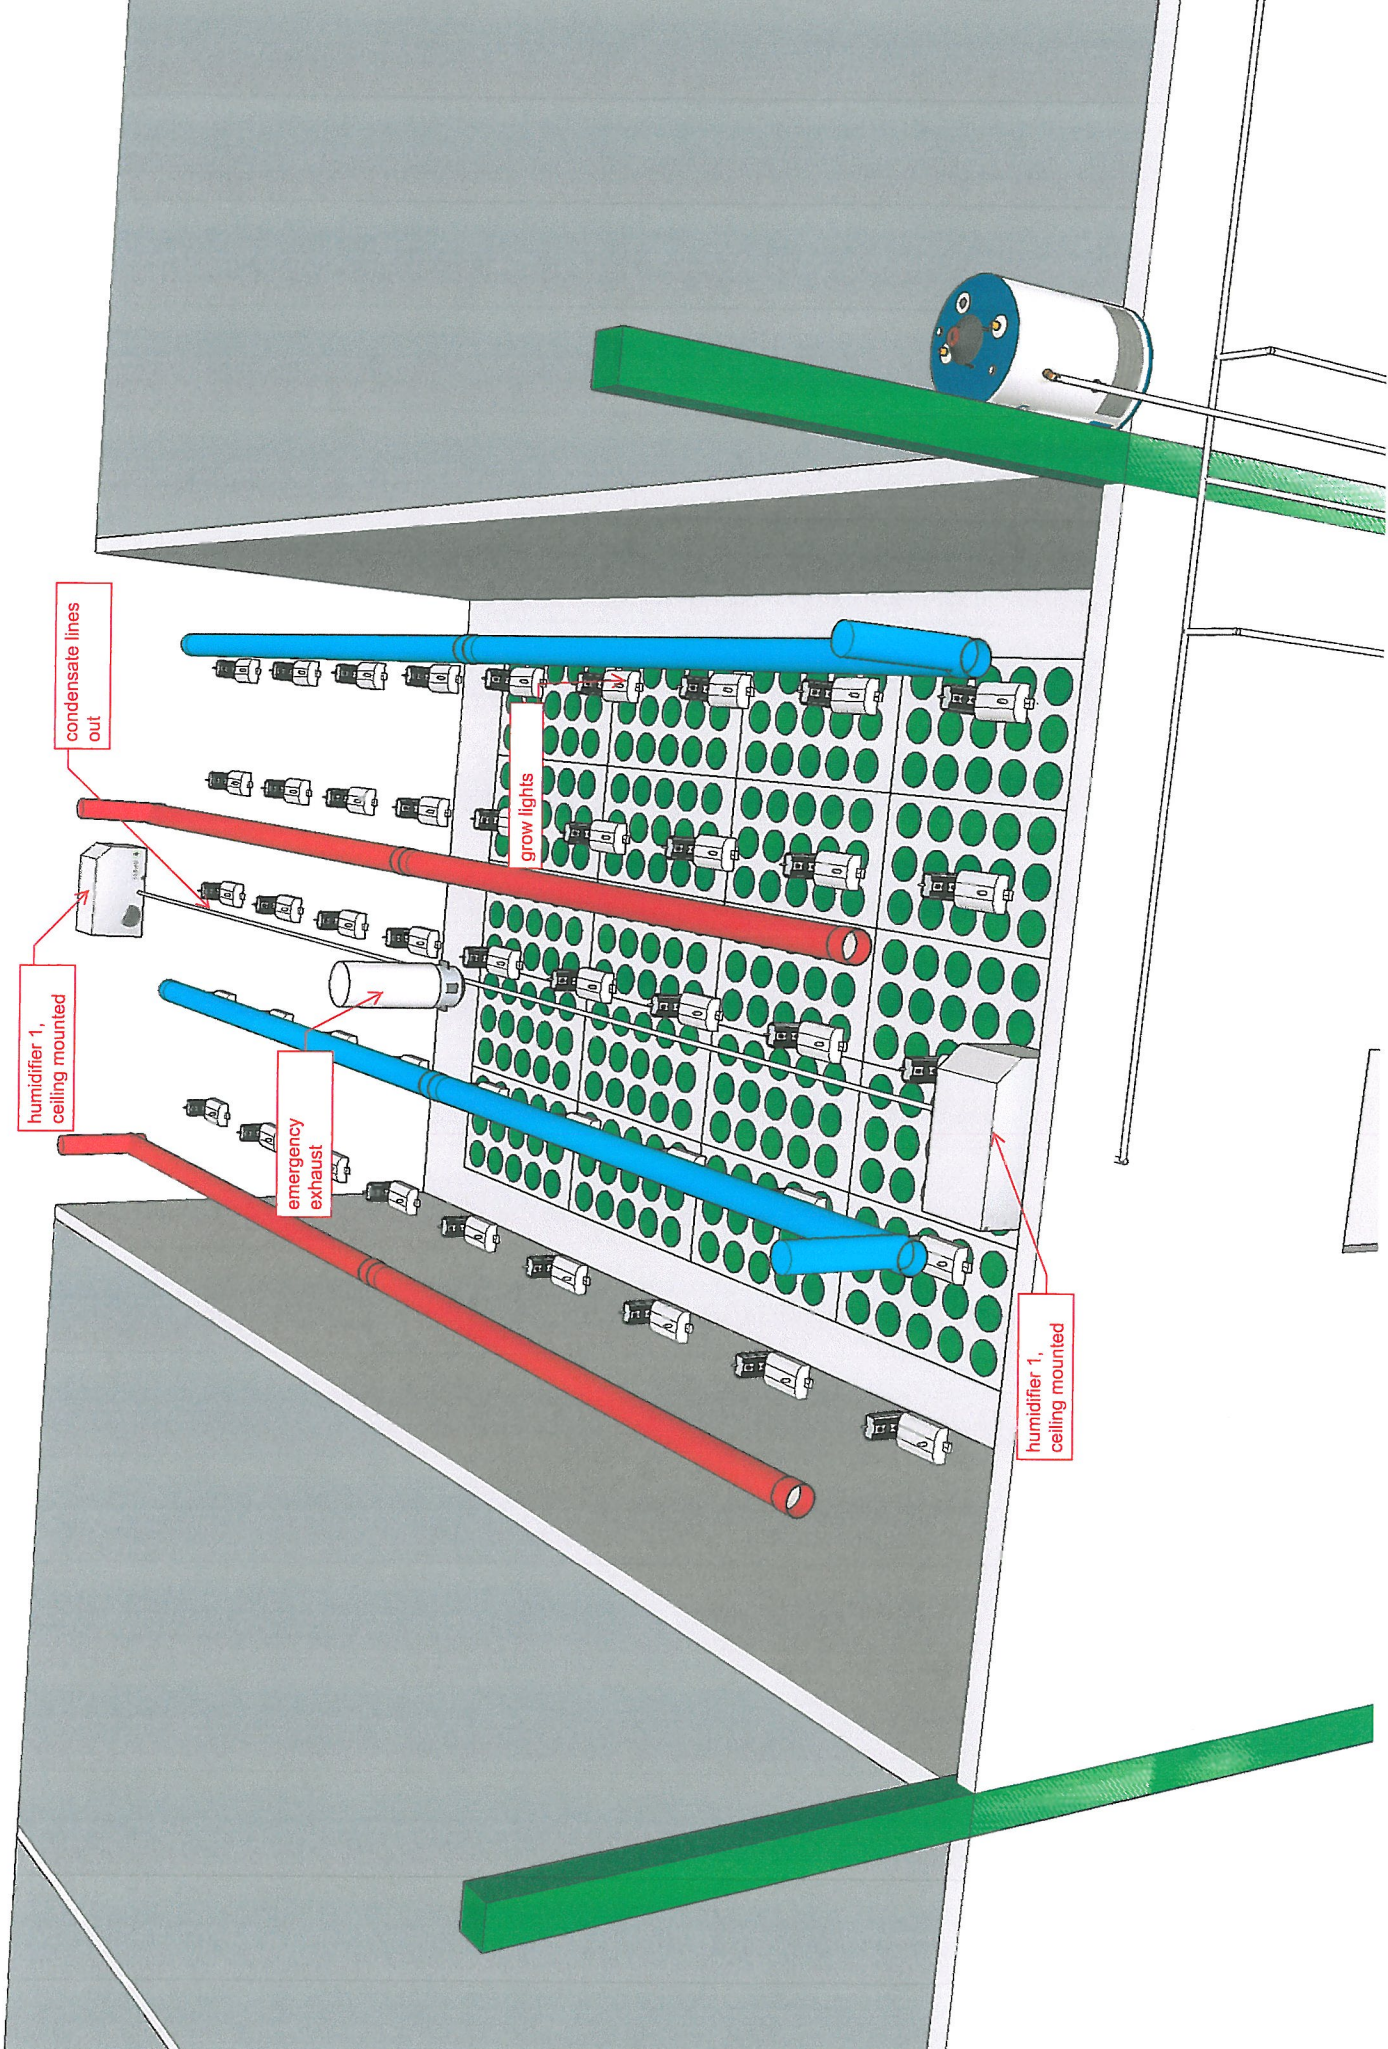 humidifier 1,
ceiling mounted
condensate lines
out
emergency
exhaust
grow lights
humidifier 1,
ceiling mounted